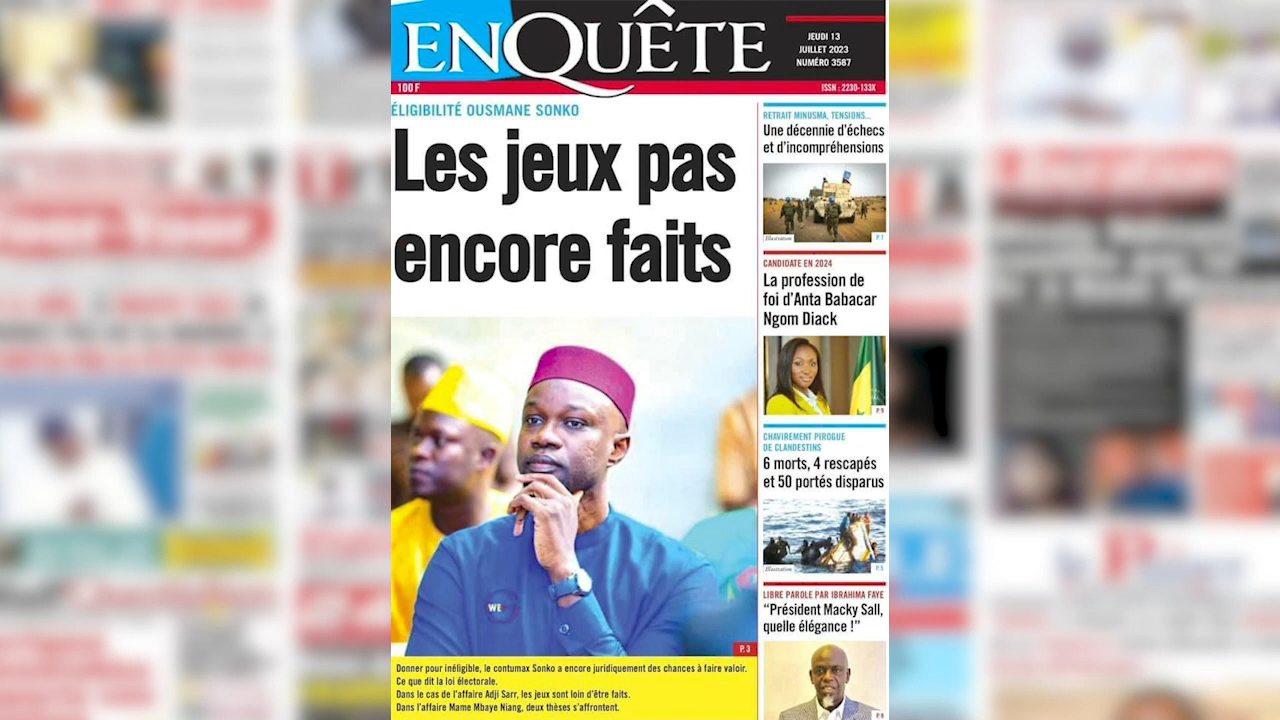 ENQUÊTE
JEUDI 13
JUILLET 2023
NUMÉRO 3587
100 F
ISSN : 2230-133X
ÉLIGIBILITÉ OUSMANE SONKO
Les jeux pas
encore faits
WE
P. 3
Donner pour inéligible, le contumax Sonko a encore juridiquement des chances à faire valoir.
Ce que dit la loi électorale.
Dans le cas de l'affaire Adji Sarr, les jeux sont loin d'être faits.
Dans l'affaire Mame Mbaye Niang, deux thèses s'affrontent.
RETRAIT MINUSMA, TENSIONS...
Une décennie d'échecs
et d'incompréhensions
Illustration
CANDIDATE EN 2024
La profession de
foi d'Anta Babacar
Ngom Diack
CHAVIREMENT PIROGUE
DE CLANDESTINS
6 morts, 4 rescapés
et 50 portés disparus
Illustration
P. 5
LIBRE PAROLE PAR IBRAHIMA FAYE
“Président Macky Sall,
quelle élégance !”